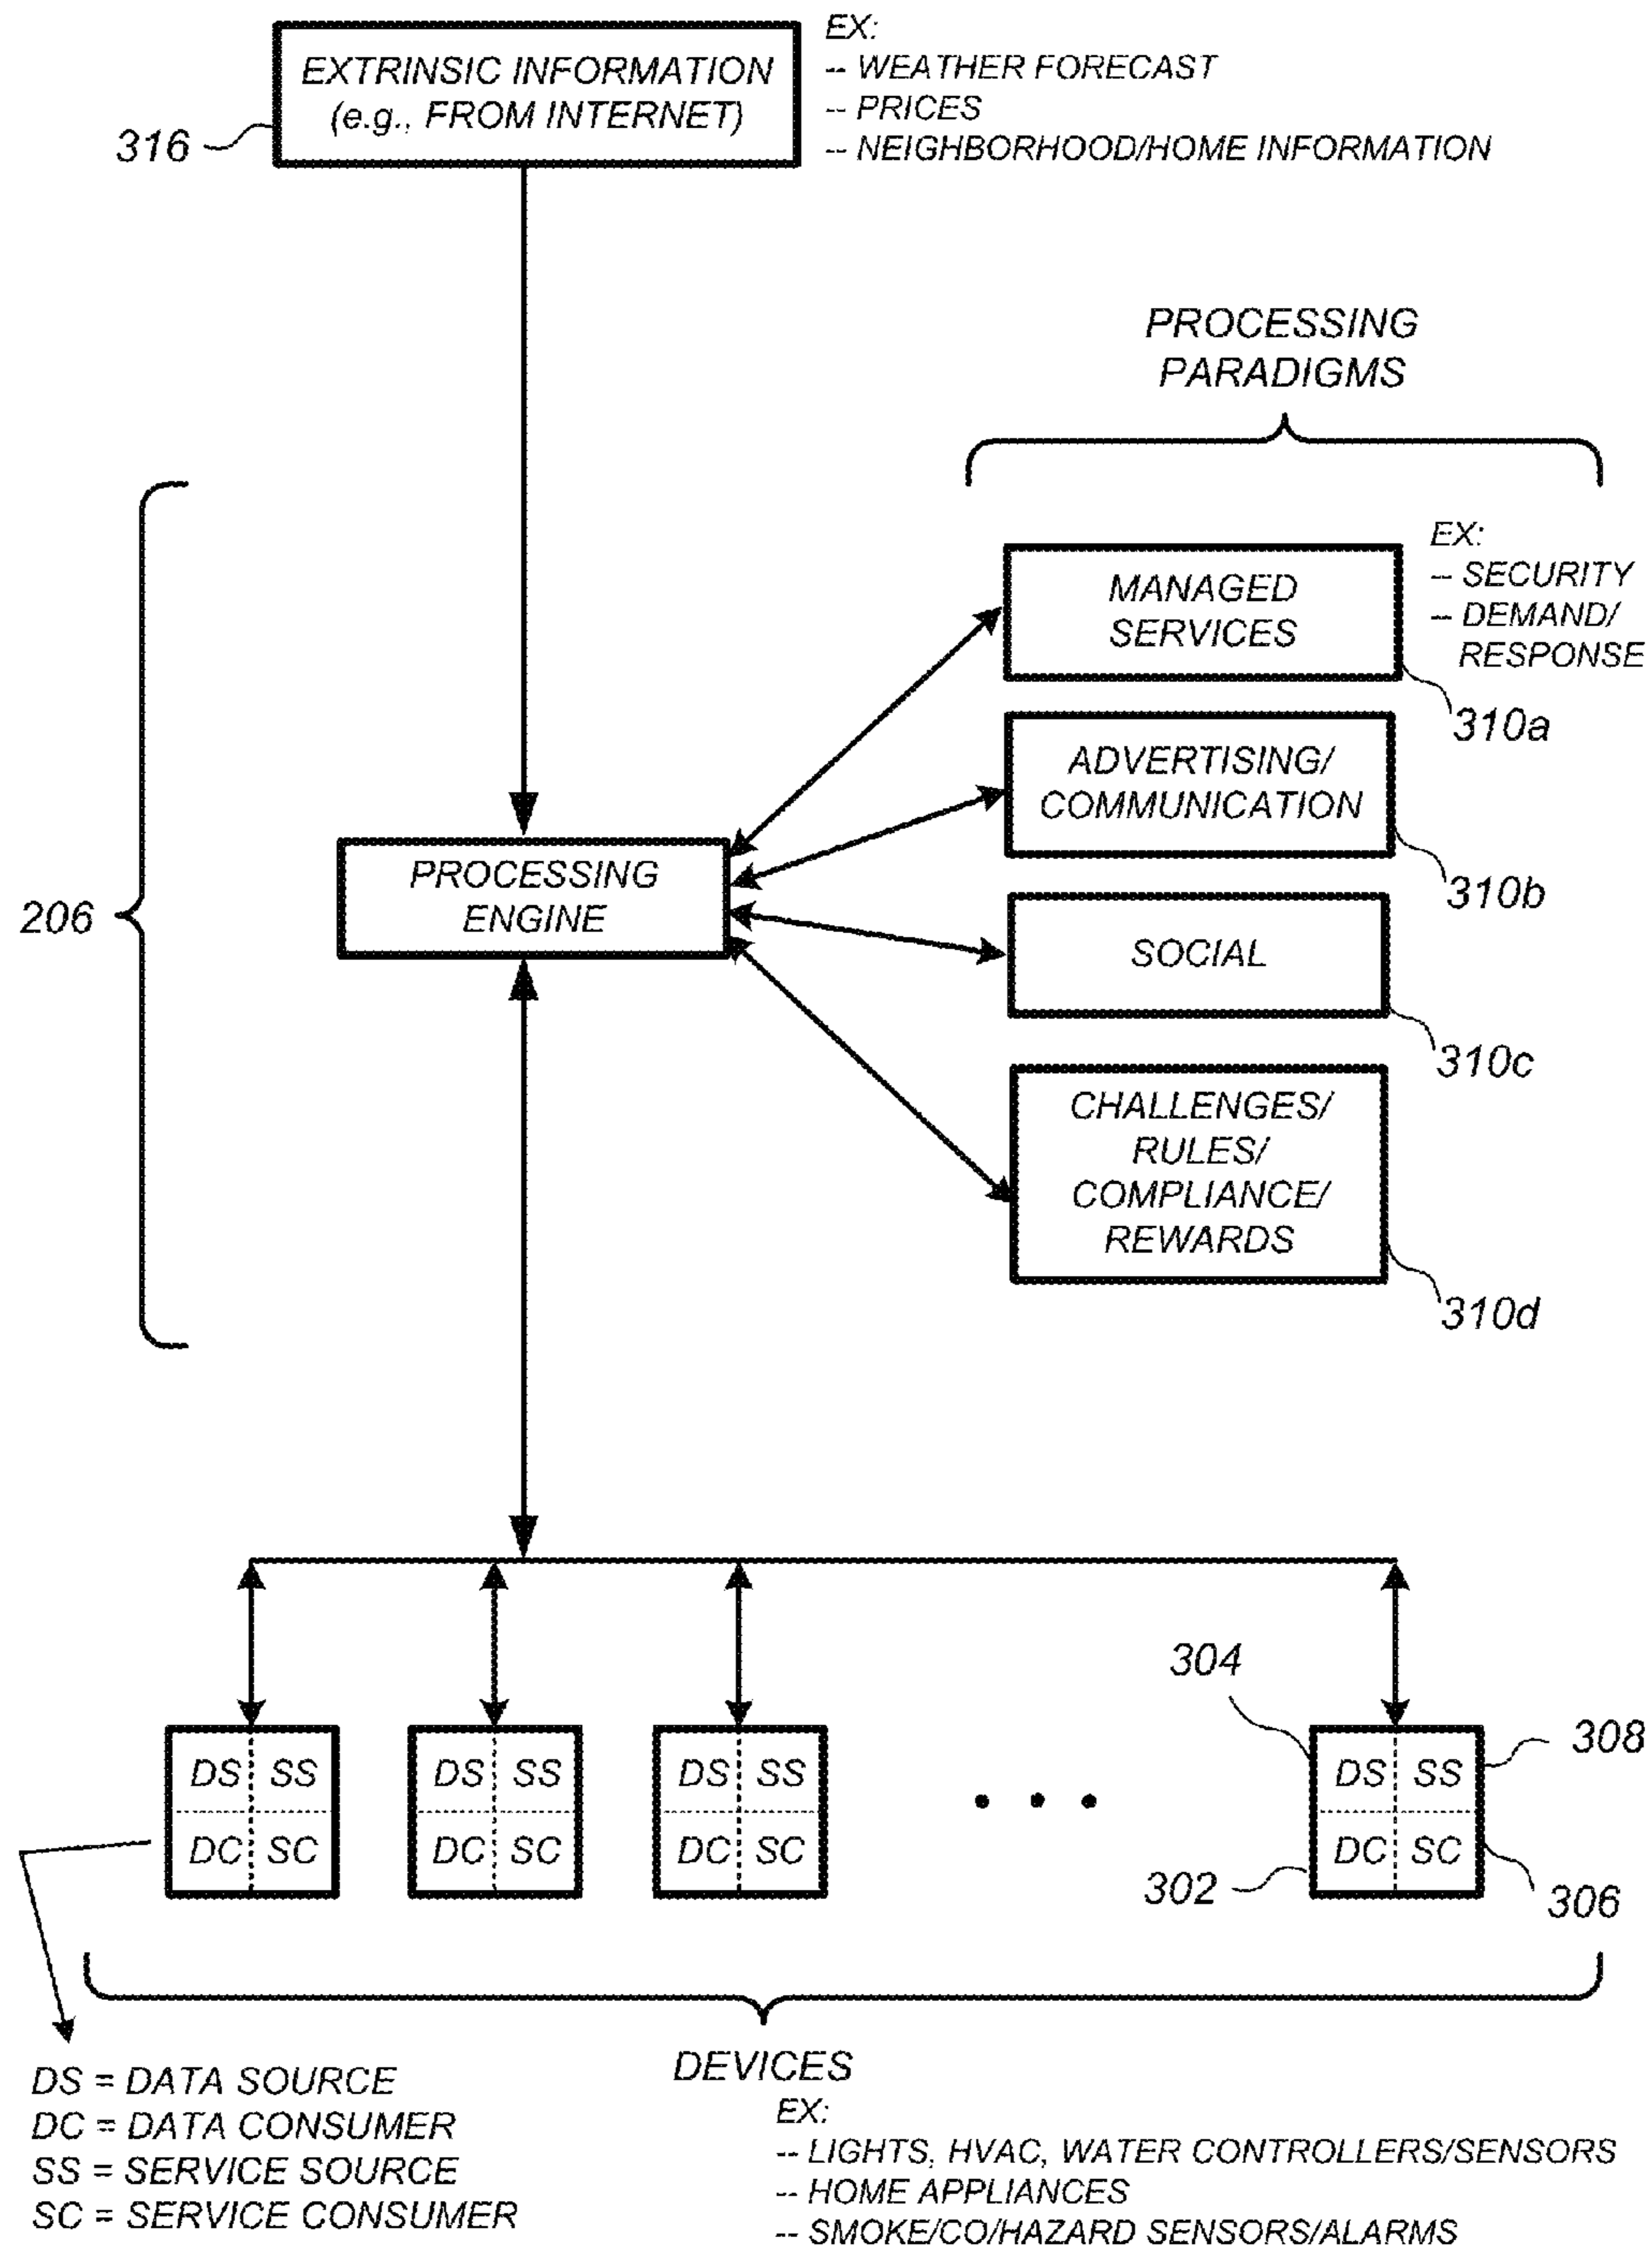 EXTRINSIC INFORMATION
(e.g., FROM INTERNET)
316
EX:
-- WEATHER FORECAST
-- PRICES
-- NEIGHBORHOOD/HOME INFORMATION
PROCESSING
PARADIGMS
206
PROCESSING
ENGINE
MANAGED
SERVICES
EX:
-- SECURITY
-- DEMAND/
RESPONSE
310a
ADVERTISING/
COMMUNICATION
310b
SOCIAL
310c
CHALLENGES/
RULES/
COMPLIANCE/
REWARDS
310d
DS SS
DC SC
DS SS
DC SC
DS SS
DC SC
• • •
304
DS SS
DC SC
308
302
306
DS = DATA SOURCE
DC = DATA CONSUMER
SS = SERVICE SOURCE
SC = SERVICE CONSUMER
DEVICES
EX:
-- LIGHTS, HVAC, WATER CONTROLLERS/SENSORS
-- HOME APPLIANCES
-- SMOKE/CO/HAZARD SENSORS/ALARMS